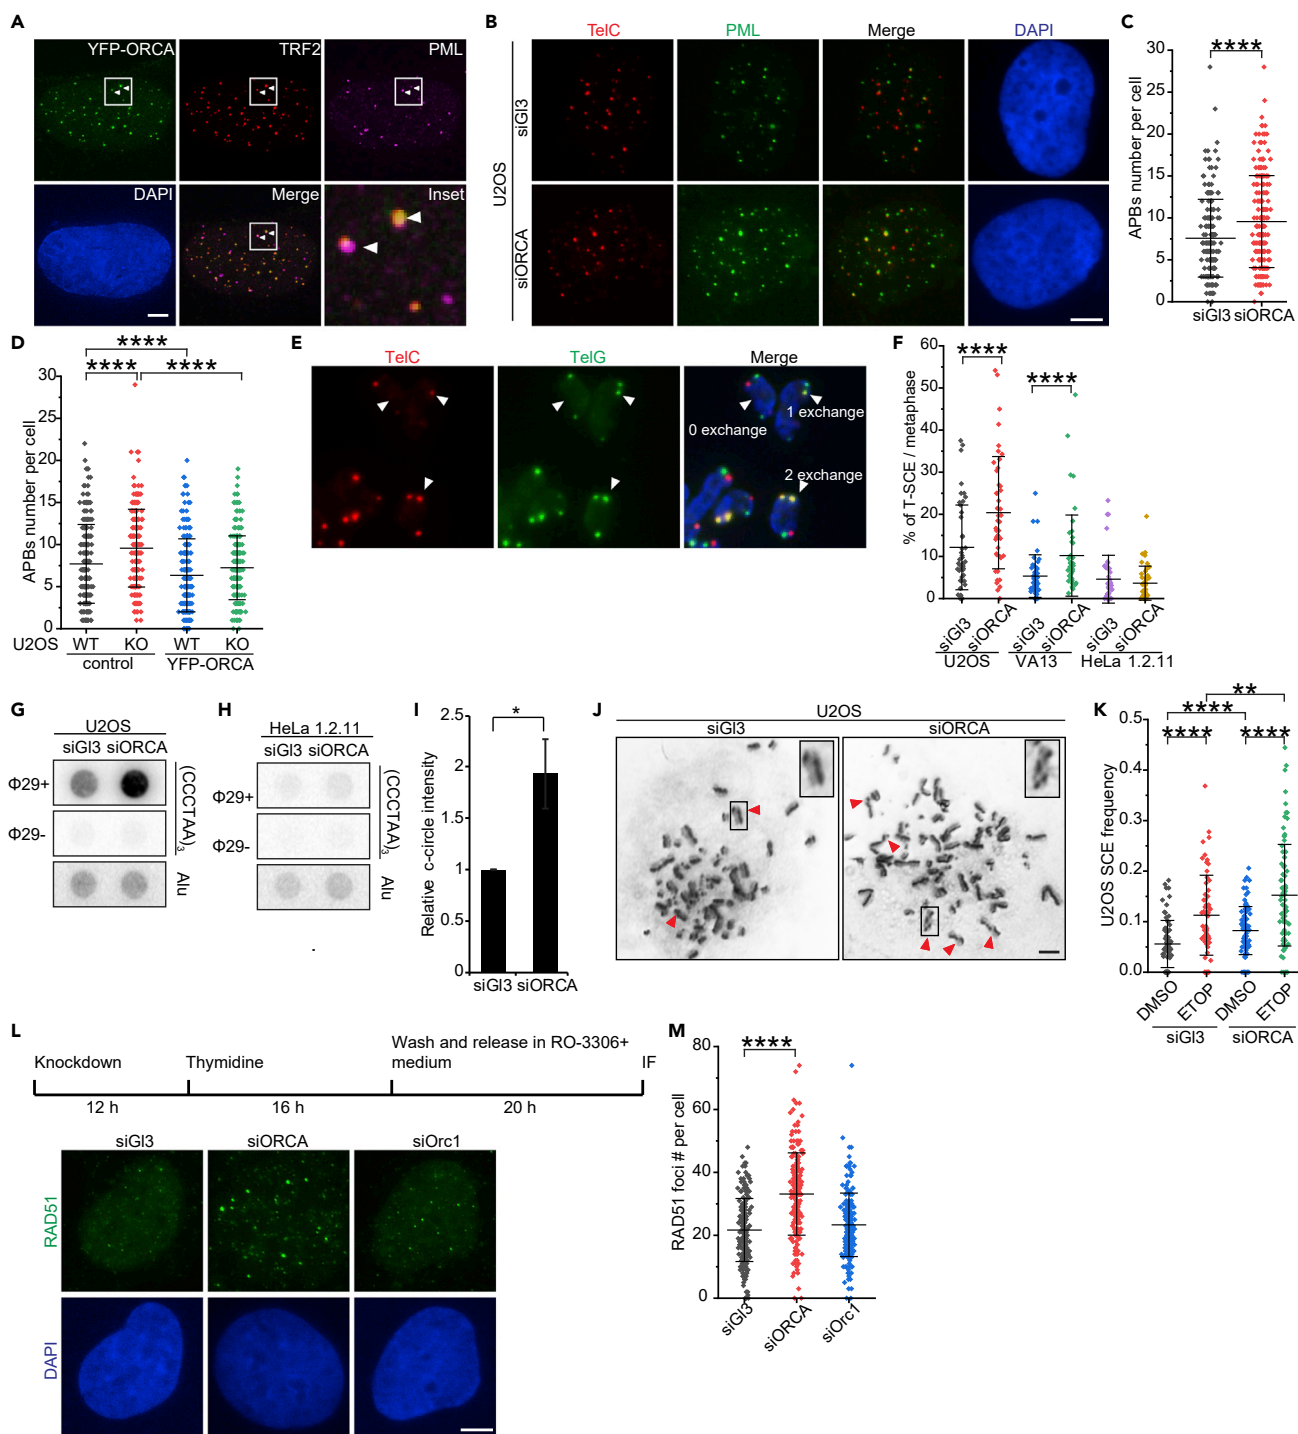 A
YFP-ORCA
TRF2
PML
DAPI
Merge
Inset
B
TelC
PML
Merge
DAPI
U2OS
siGl3
siORCA
C
****
APBs number per cell
30
25
20
15
10
5
0
siGl3 siORCA
D
****
****
****
APBs number per cell
30
25
20
15
10
5
0
U2OS WT KO WT KO
control YFP-ORCA
E
TelC
TelG
Merge
0 exchange
1 exchange
2 exchange
F
****
****
% of T-SCE / metaphase
60
50
40
30
20
10
0
siGl3 siORCA siGl3 siORCA siGl3 siORCA
U2OS VA13 HeLa 1.2.11
G
U2OS
siGl3 siORCA
Φ29+
Φ29-
(CCCTAA)3
Alu
H
HeLa 1.2.11
siGl3 siORCA
Φ29+
Φ29-
(CCCTAA)3
Alu
I
*
Relative c-circle intensity
2.5
2
1.5
1
0.5
0
siGl3 siORCA
J
U2OS
siGl3
siORCA
K
**
****
**** ****
U2OS SCE frequency
0.5
0.4
0.3
0.2
0.1
0.0
DMSO ETOP DMSO ETOP
siGl3 siORCA
L
Knockdown
Thymidine
Wash and release in RO-3306+
medium
IF
12 h
16 h
20 h
siGl3
siORCA
siOrc1
RAD51
DAPI
M
****
RAD51 foci # per cell
80
60
40
20
0
siGl3 siORCA siOrc1